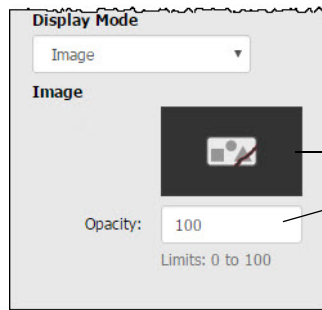 Display Mode
Image
Image
Opacity:
100
Limits: 0 to 100